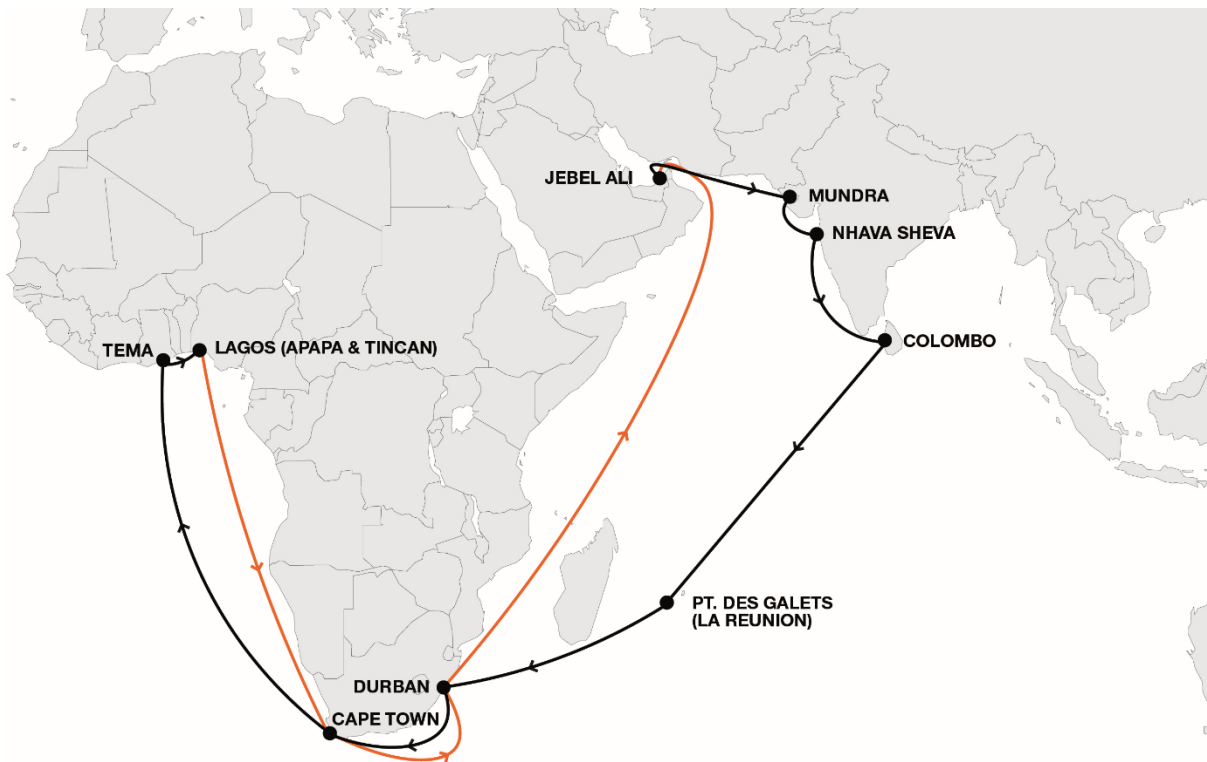 JEBEL ALI
MUNDRA
NHAVA SHEVA
COLOMBO
TEMA
LAGOS (APAPA & TINCAN)
PT. DES GALETS
(LA REUNION)
DURBAN
CAPE TOWN